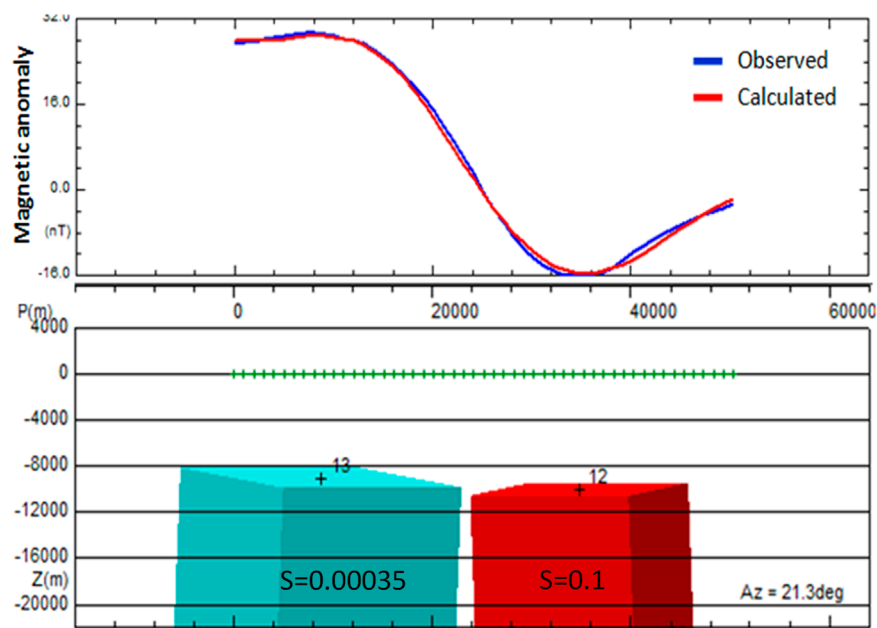 32.0
Magnetic anomaly
Observed
Calculated
16.0
0.0
(nT)
-16.0
P(m)
0
20000
40000
60000
4000
0
-4000
-8000
13
12
-12000
-16000
Z(m)
S=0.00035
S=0.1
Az = 21.3deg
-20000